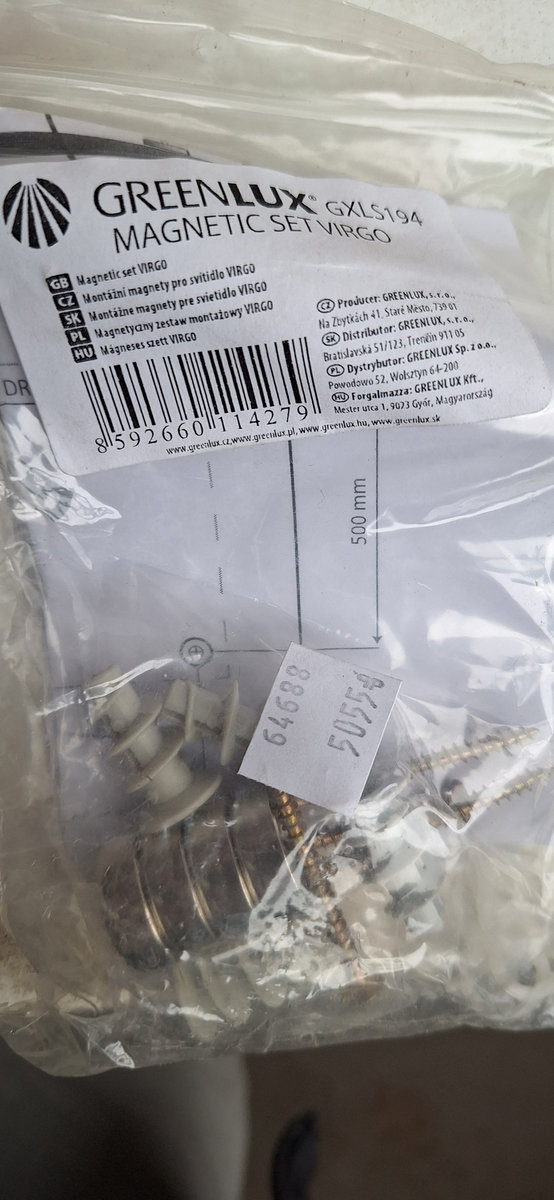 GREENLUX® GXLS194
MAGNETIC SET VIRGO
GB Magnetic set VIRGO
CZ Montážní magnety pro svítidlo VIRGO
SK Montážne magnety pre svietidlo VIRGO
PL Magnetyczny zestaw montażowy VIRGO
HU Mágneses szett VIRGO
CZ Producer: GREENLUX, s. r. o.,
Na Zbytkách 41, Staré Město, 739 61
SK Distributor: GREENLUX, s.r.o.,
Bratislavská 51/123, Trenčín 911 05
PL Dystrybutor: GREENLUX Sp. z o.o.,
Powodowo 52, Wolsztyn 64-200
HU Forgalmazza: GREENLUX Kft.,
Mester utca 1, 9023 Győr, Magyarország
8 592660 114279
www.greenlux.cz, www.greenlux.pl, www.greenlux.hu, www.greenlux.sk
DR
500 mm
64688